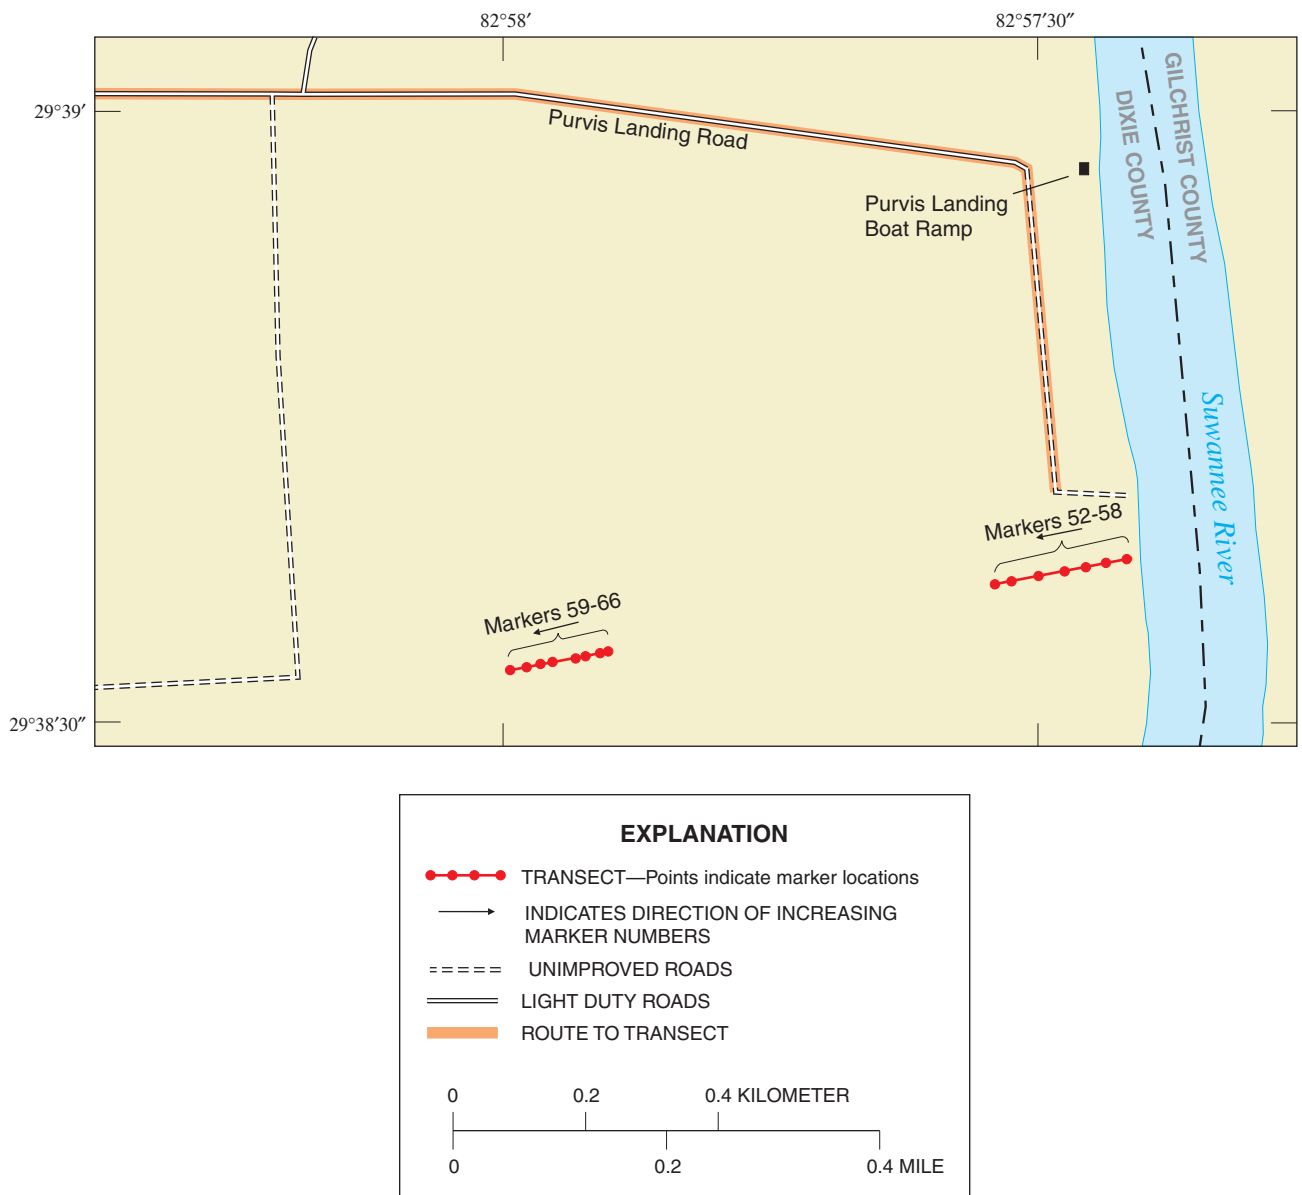 82°58′
82°57′30″
29°39′
Purvis Landing Road
GILCHRIST COUNTY
DIXIE COUNTY
Purvis Landing
Boat Ramp
Suwannee River
Markers 52-58
Markers 59-66
29°38′30″
EXPLANATION
TRANSECT—Points indicate marker locations
INDICATES DIRECTION OF INCREASING
MARKER NUMBERS
UNIMPROVED ROADS
LIGHT DUTY ROADS
ROUTE TO TRANSECT
0 0.2 0.4 KILOMETER
0 0.2 0.4 MILE